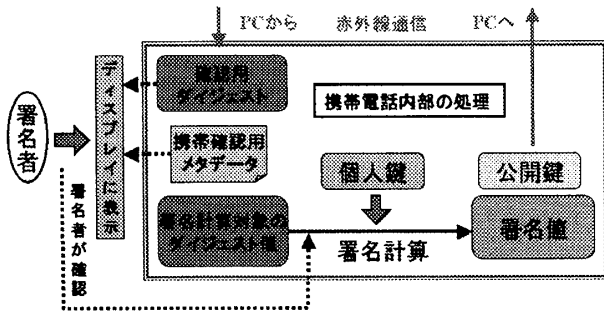 PCから 赤外線通信 PCへ
確認用
ダイジェスト
携帯電話内部の処理
ディスプレイに表示
署名者
携帯確認用
メタデータ
個人鍵
公開鍵
署名計算対象の
ダイジェスト値
署名計算
署名値
署名者が確認